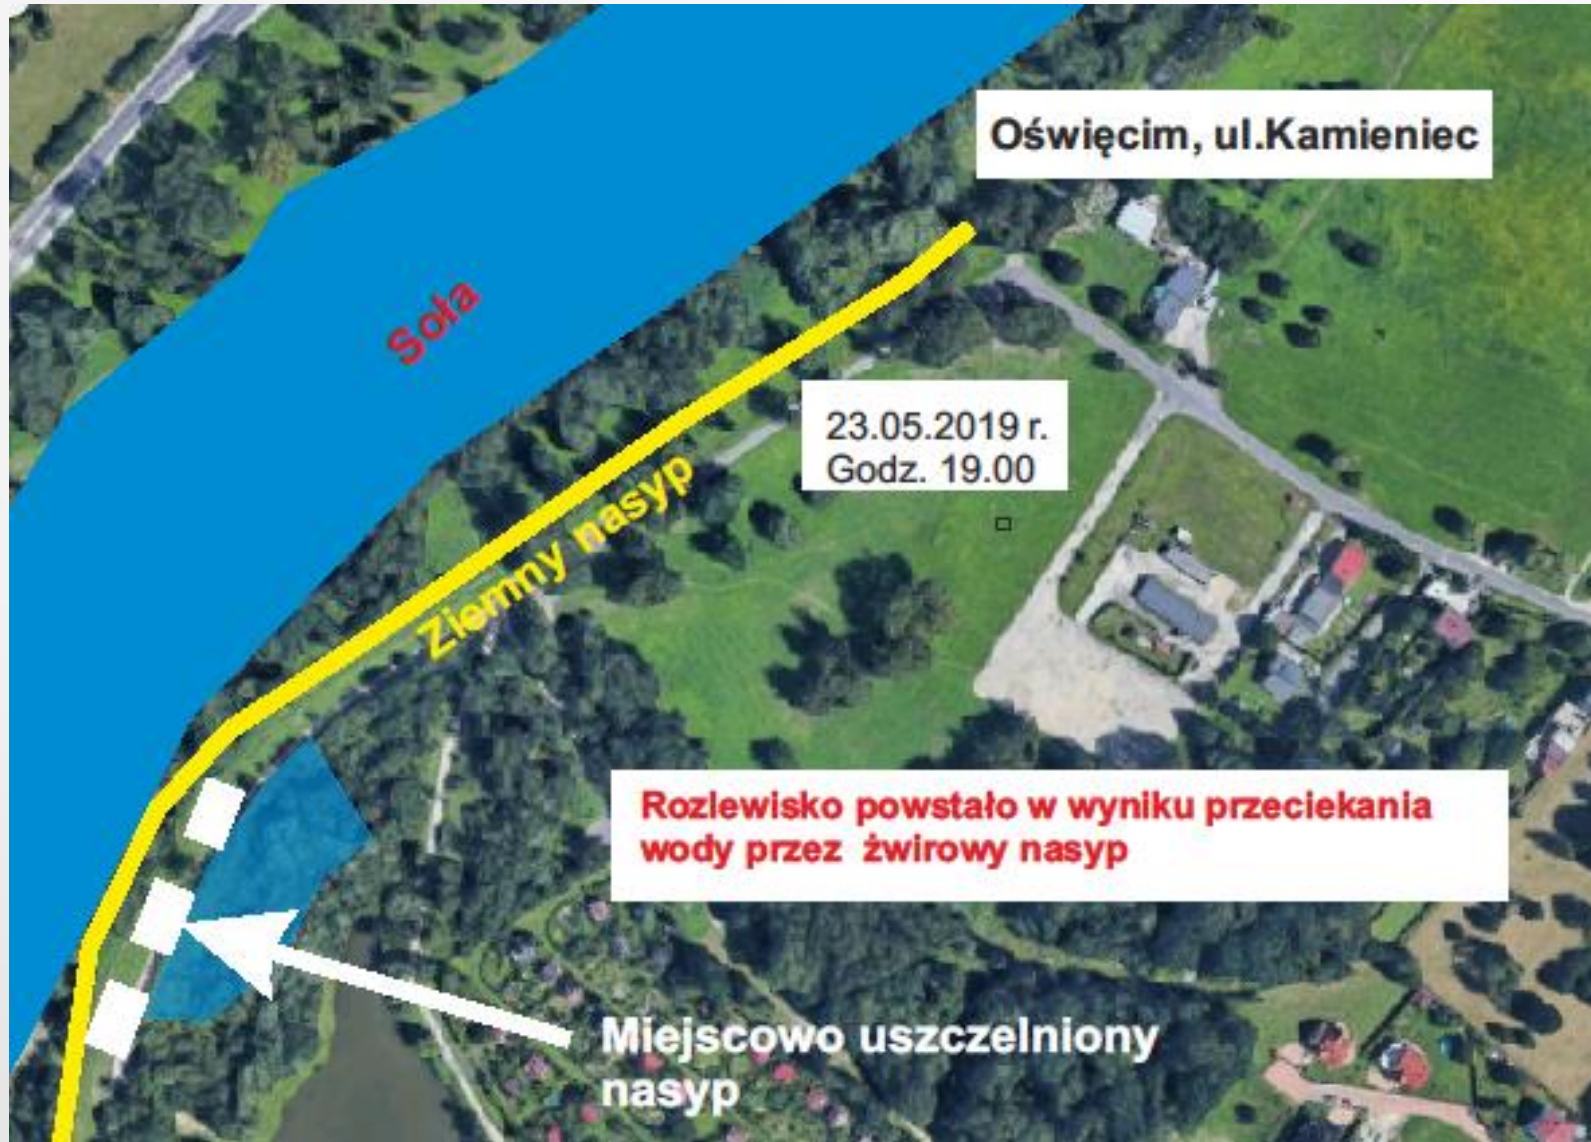 Oświęcim, ul.Kamieniec
Soła
23.05.2019 r.
Godz. 19.00
Ziemny nasyp
Rozlewisko powstało w wyniku przeciekania
wody przez żwirowy nasyp
Miejscowo uszczelniony
nasyp